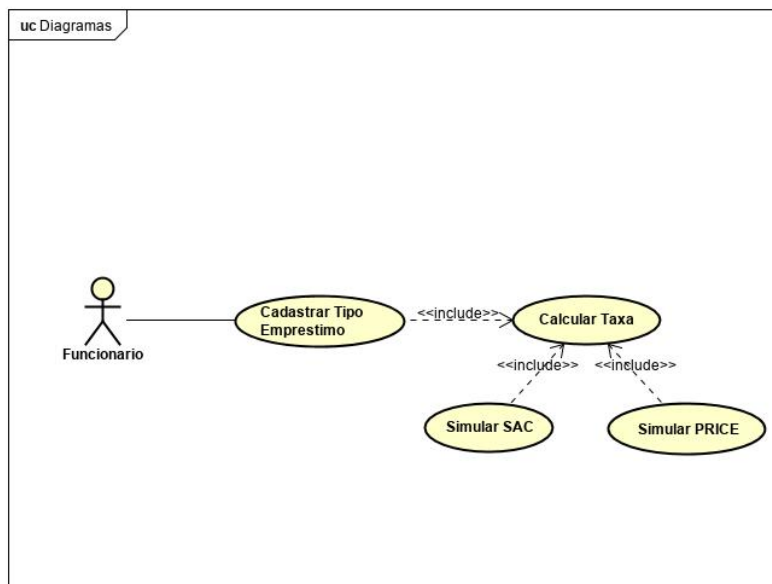 uc Diagramas
Cadastrar Tipo
Emprestimo
<<include>>
Calcular Taxa
Funcionario
<<include>>
<<include>>
Simular SAC
Simular PRICE